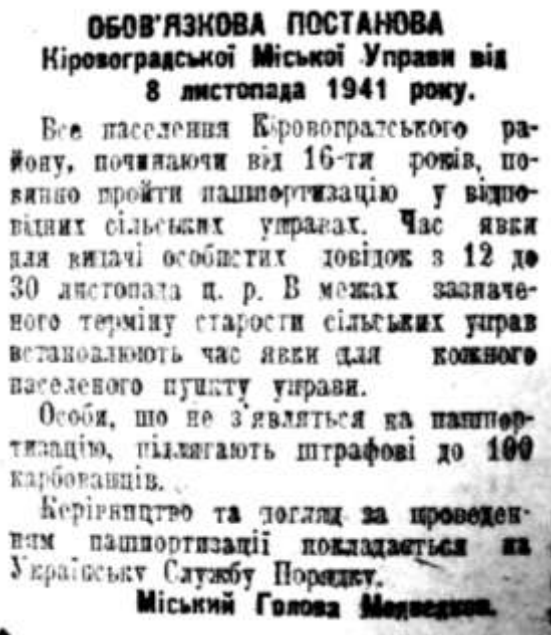 ОБОВ'ЯЗКОВА ПОСТАНОВА
Кіровоградської Міської Управи від
8 листопада 1941 року.
Все населення Кіровоградського ра-
йону, починаючи від 16-ти років, по-
винно пройти пашпортизацію у відпо-
відних сільських управах. Час явки
для видачі особистих довідок з 12 до
30 листопада ц. р. В межах зазначе-
ного терміну старости сільських управ
встановлюють час явки для кожного
населеного пункту управи.
Особи, що не з'являться на пашпор-
тизацію, підлягають штрафові до 100
карбованців.
Керівництво та догляд за проведен-
ням пашпортизації покладається на
Українську Службу Порядку.
Міський Голова Медведков.